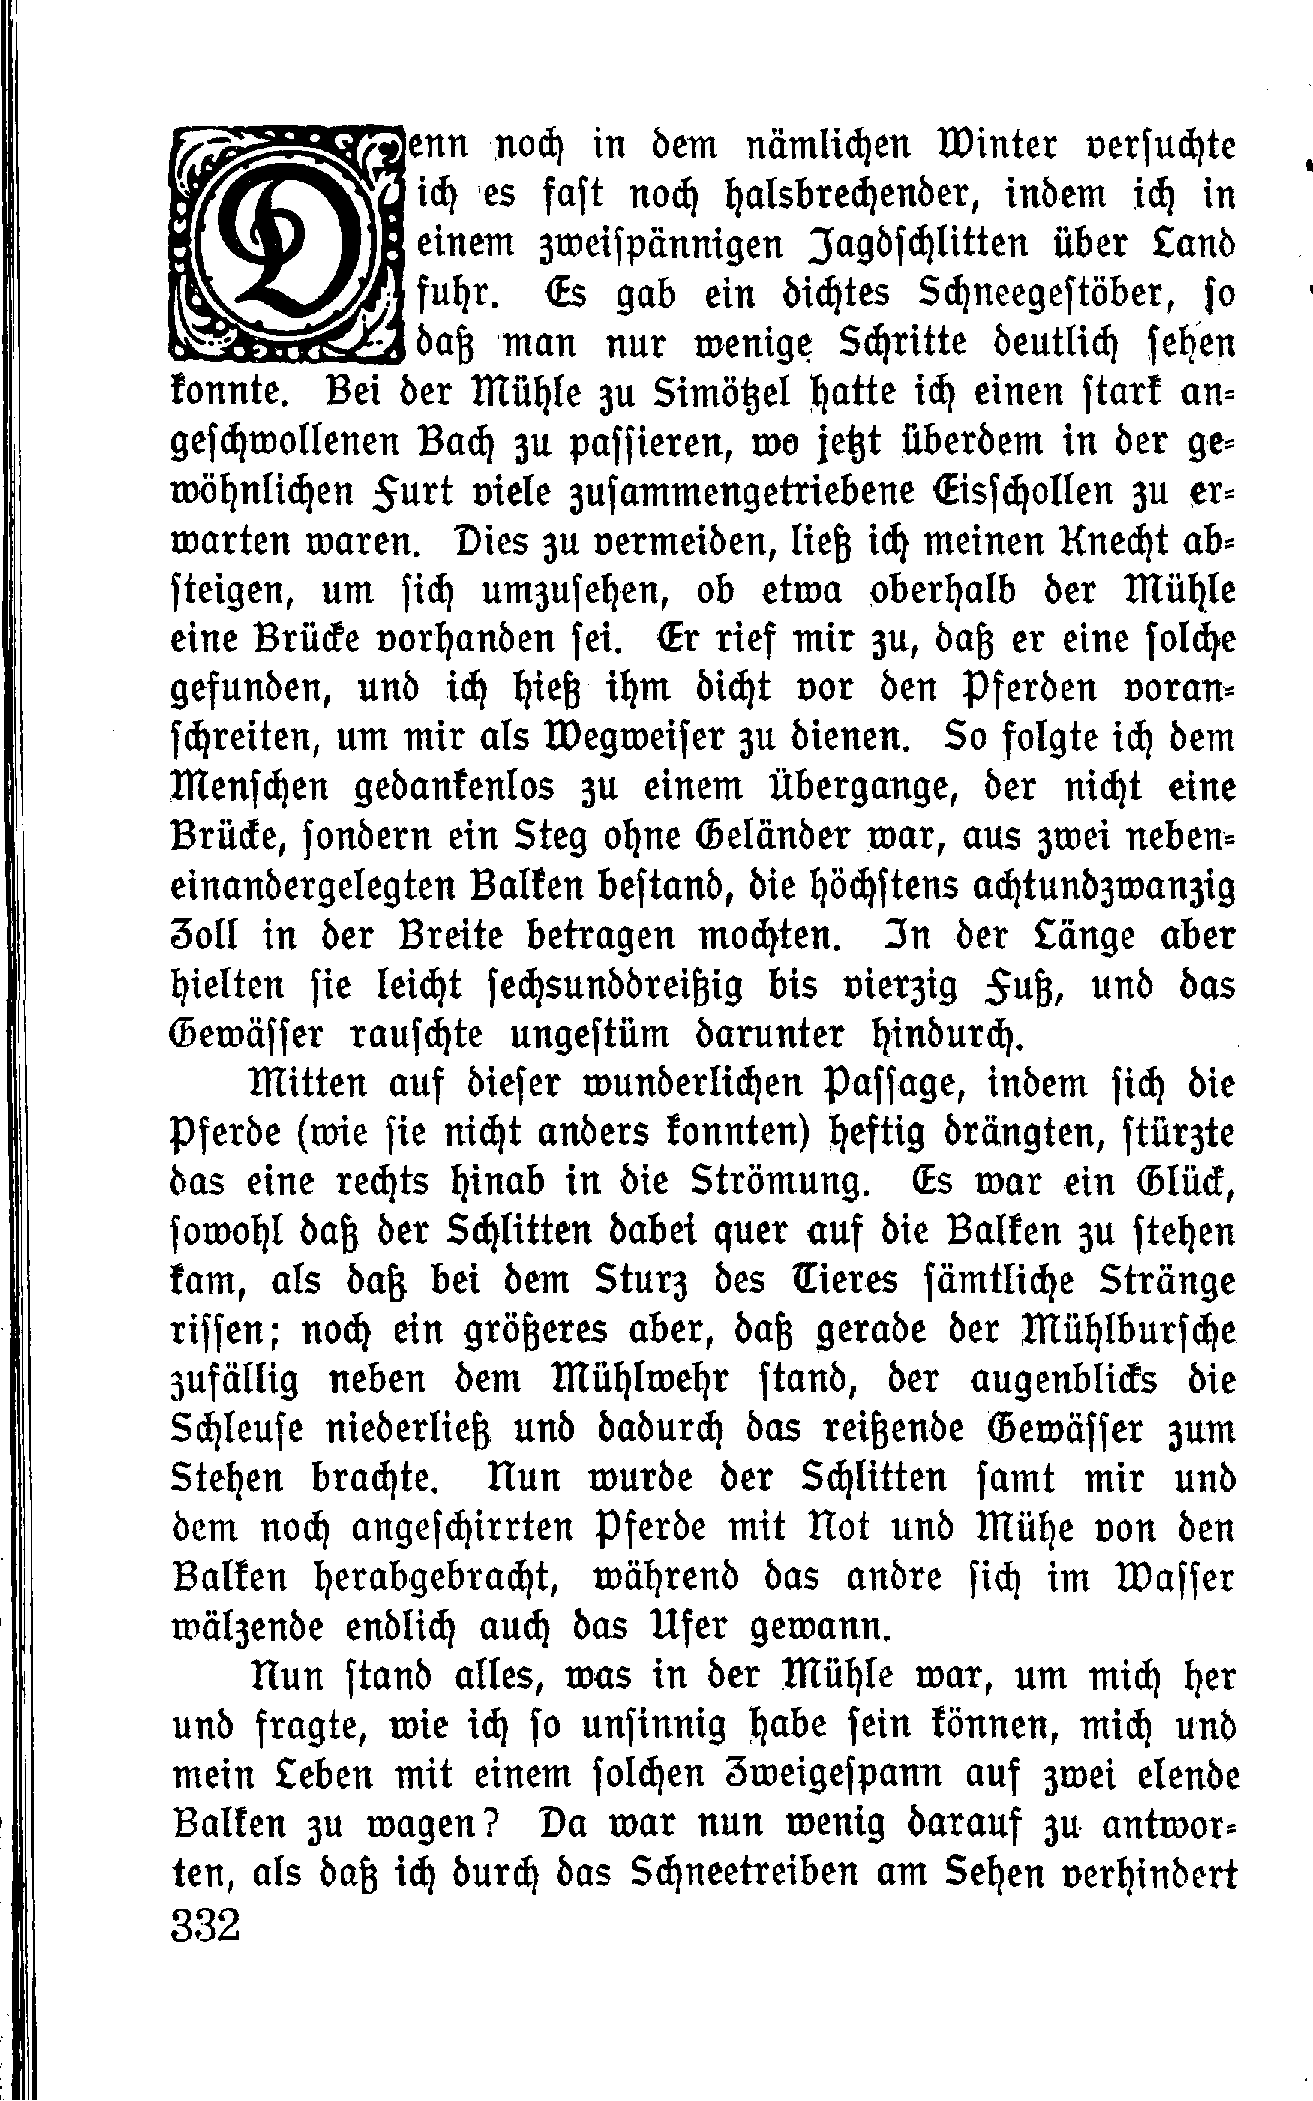 Denn noch in dem nämlichen Winter versuchte
ich es fast noch halsbrechender, indem ich in
einem zweispännigen Jagdschlitten über Land
fuhr. Es gab ein dichtes Schneegestöber, so
daß man nur wenige Schritte deutlich sehen
konnte. Bei der Mühle zu Simötzel hatte ich einen stark an-
geschwollenen Bach zu passieren, wo jetzt überdem in der ge-
wöhnlichen Furt viele zusammengetriebene Eisschollen zu er-
warten waren. Dies zu vermeiden, ließ ich meinen Knecht ab-
steigen, um sich umzusehen, ob etwa oberhalb der Mühle
eine Brücke vorhanden sei. Er rief mir zu, daß er eine solche
gefunden, und ich hieß ihm dicht vor den Pferden voran-
schreiten, um mir als Wegweiser zu dienen. So folgte ich dem
Menschen gedankenlos zu einem Übergange, der nicht eine
Brücke, sondern ein Steg ohne Geländer war, aus zwei neben-
einandergelegten Balken bestand, die höchstens achtundzwanzig
Zoll in der Breite betragen mochten. In der Länge aber
hielten sie leicht sechsunddreißig bis vierzig Fuß, und das
Gewässer rauschte ungestüm darunter hindurch.
Mitten auf dieser wunderlichen Passage, indem sich die
Pferde (wie sie nicht anders konnten) heftig drängten, stürzte
das eine rechts hinab in die Strömung. Es war ein Glück,
sowohl daß der Schlitten dabei quer auf die Balken zu stehen
kam, als daß bei dem Sturz des Tieres sämtliche Stränge
rissen; noch ein größeres aber, daß gerade der Mühlbursche
zufällig neben dem Mühlwehr stand, der augenblicks die
Schleuse niederließ und dadurch das reißende Gewässer zum
Stehen brachte. Nun wurde der Schlitten samt mir und
dem noch angeschirrten Pferde mit Not und Mühe von den
Balken herabgebracht, während das andre sich im Wasser
wälzende endlich auch das Ufer gewann.
Nun stand alles, was in der Mühle war, um mich her
und fragte, wie ich so unsinnig habe sein können, mich und
mein Leben mit einem solchen Zweigespann auf zwei elende
Balken zu wagen? Da war nun wenig darauf zu antwor-
ten, als daß ich durch das Schneetreiben am Sehen verhindert
332